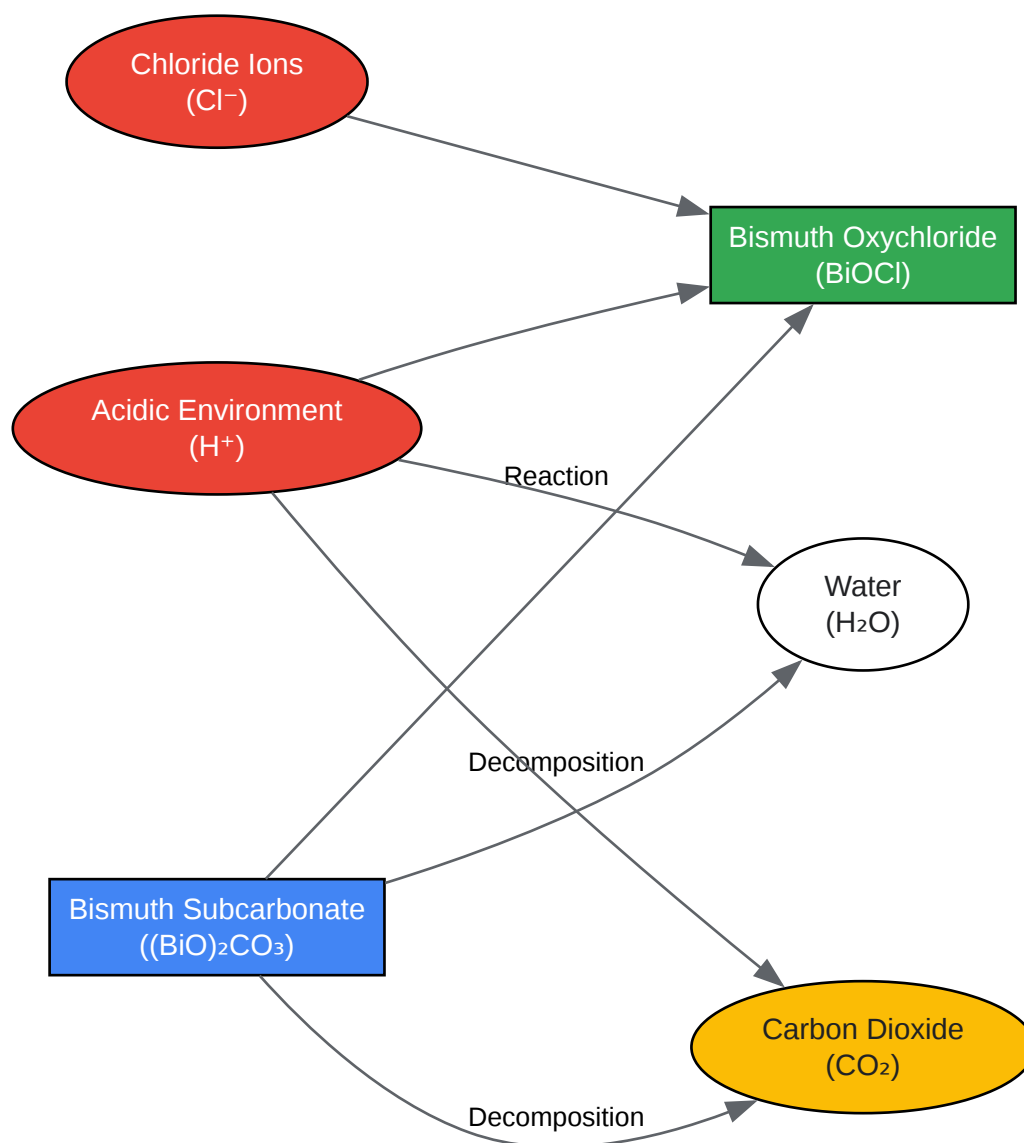 Chloride Ions
(Cl⁻)
Bismuth Oxychloride
(BiOCl)
Acidic Environment
(H⁺)
Reaction
Water
(H₂O)
Decomposition
Bismuth Subcarbonate
((BiO)₂CO₃)
Carbon Dioxide
(CO₂)
Decomposition